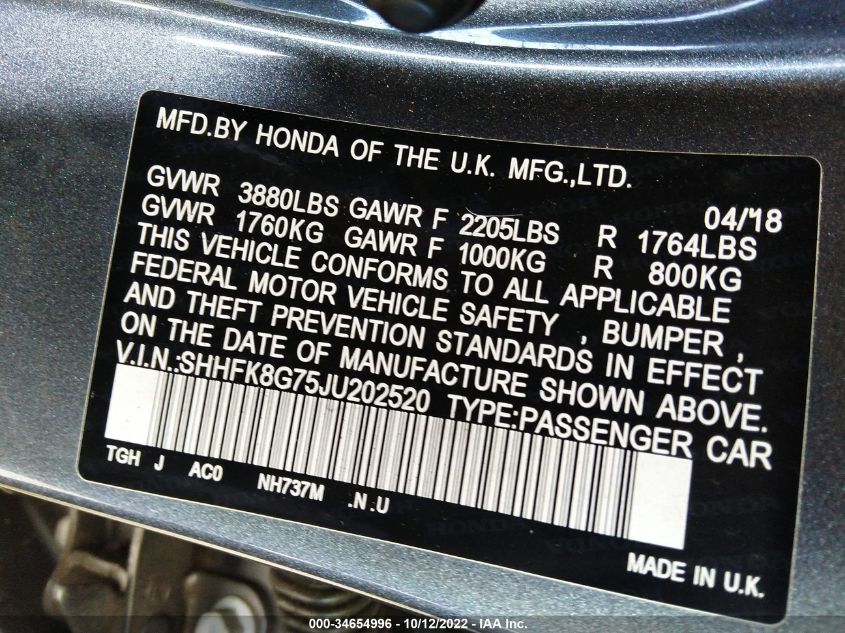 MFD.BY HONDA OF THE U.K. MFG.,LTD.
04/'18
GVWR 3880LBS GAWR F 2205LBS R 1764LBS
GVWR 1760KG GAWR F 1000KG R 800KG
THIS VEHICLE CONFORMS TO ALL APPLICABLE
FEDERAL MOTOR VEHICLE SAFETY , BUMPER ,
AND THEFT PREVENTION STANDARDS IN EFFECT
ON THE DATE OF MANUFACTURE SHOWN ABOVE.
V.I.N.:SHHFK8G75JU202520 TYPE:PASSENGER CAR
TGH J AC0 NH737M .N.U
MADE IN U.K.
000-34654996 - 10/12/2022 - IAA Inc.